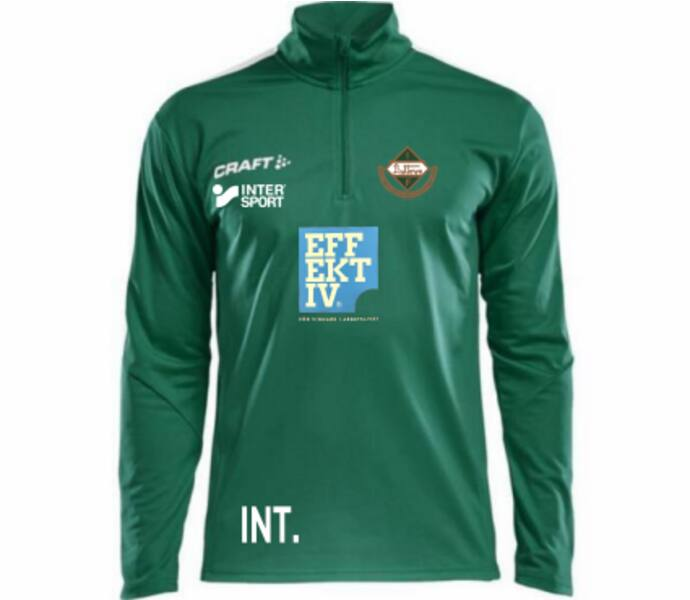 CRAFT
INTER
SPORT
EFF
EKT
IV®
INT.